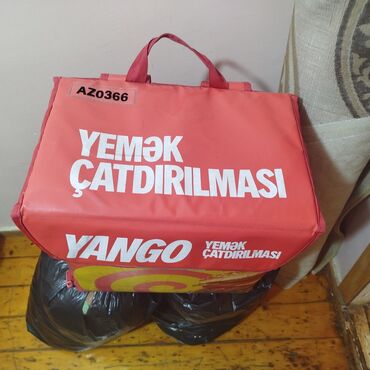 AZ0366
YEMƏK
ÇATDIRILMASI
YANGO YEMƏK
ÇATDIRILMASI